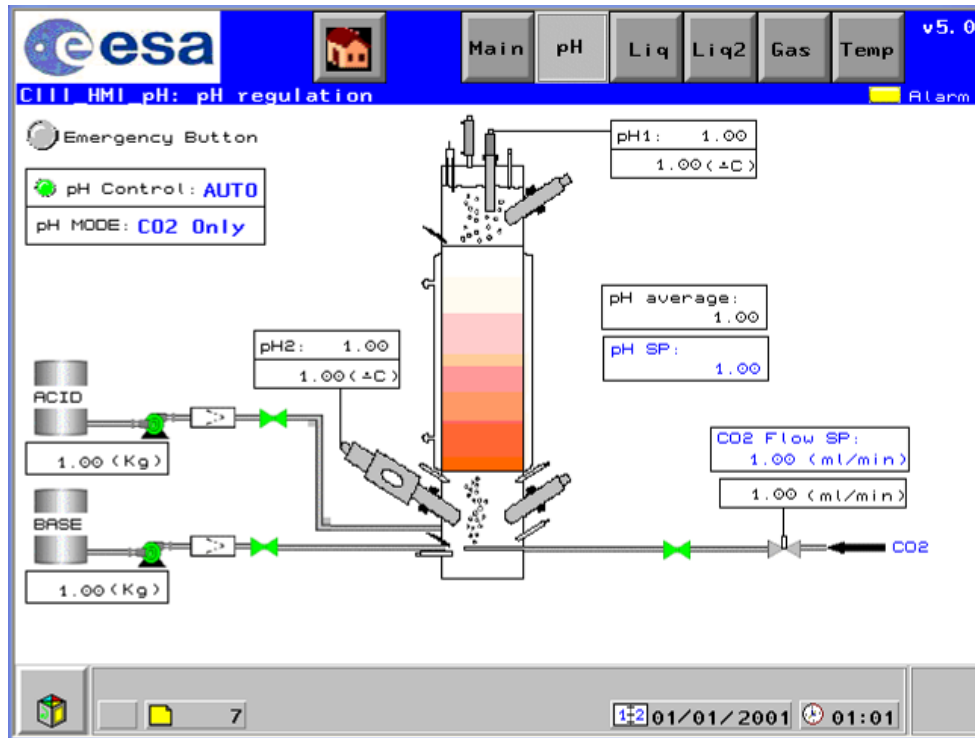 esa
Main
pH
Liq
Liq2
Gas
Temp
v5.0
CIII_HMI_pH: pH regulation
Alarm
Emergency Button
pH Control: AUTO
pH MODE: CO2 Only
pH1: 1.00
1.00(°C)
pH average:
1.00
pH SP:
1.00
pH2: 1.00
1.00(°C)
ACID
1.00(Kg)
BASE
1.00(Kg)
CO2 Flow SP:
1.00 (ml/min)
1.00 (ml/min)
CO2
7
1 2 01/01/2001 01:01